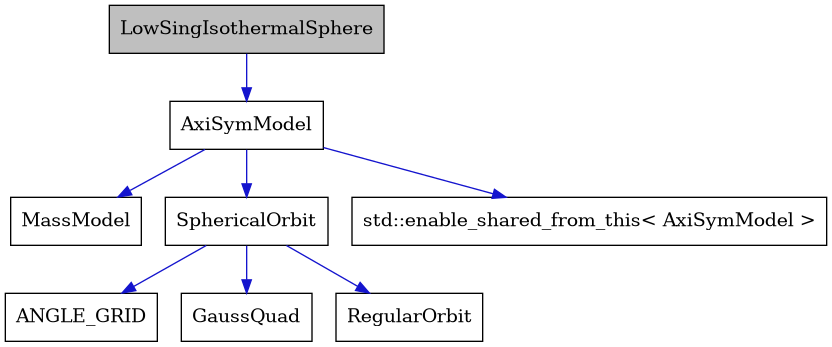 LowSingIsothermalSphere
AxiSymModel
MassModel
SphericalOrbit
std::enable_shared_from_this< AxiSymModel >
ANGLE_GRID
GaussQuad
RegularOrbit